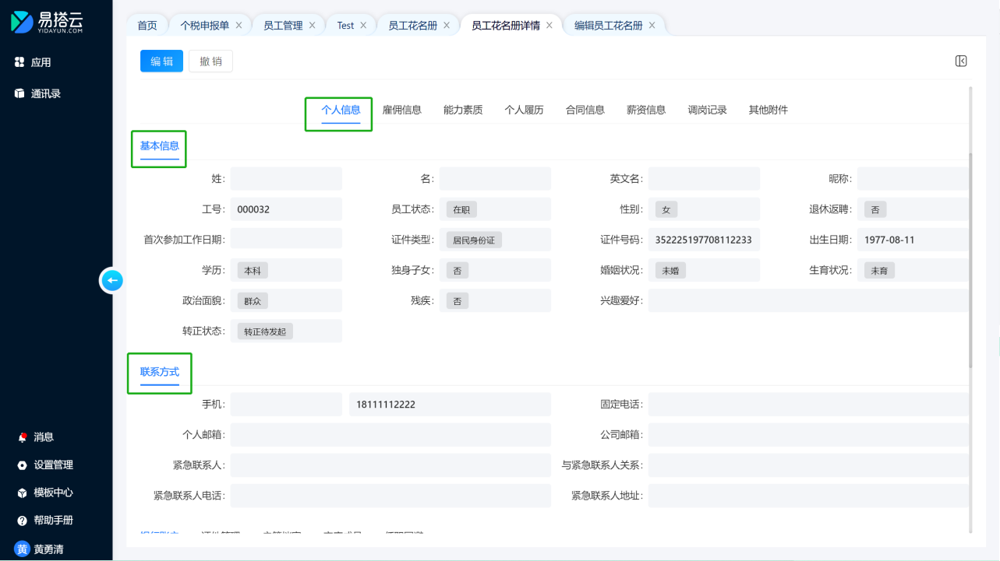 易搭云
YIDAYUN.COM
首页 个税申报单 × 员工管理 × Test × 员工花名册 × 员工花名册详情 × 编辑员工花名册 ×
应用
通讯录
编 辑 撤 销
个人信息 雇佣信息 能力素质 个人履历 合同信息 薪资信息 调岗记录 其他附件
基本信息
姓: 名: 英文名: 昵称:
工号: 000032 员工状态: 在职 性别: 女 退休返聘: 否
首次参加工作日期: 证件类型: 居民身份证 证件号码: 352225197708112233 出生日期: 1977-08-11
学历: 本科 独身子女: 否 婚姻状况: 未婚 生育状况: 未育
政治面貌: 群众 残疾: 否 兴趣爱好:
转正状态: 转正待发起
联系方式
手机: 18111112222 固定电话:
个人邮箱: 公司邮箱:
紧急联系人: 与紧急联系人关系:
紧急联系人电话: 紧急联系人地址:
消息
设置管理
模板中心
帮助手册
黄 黄勇清